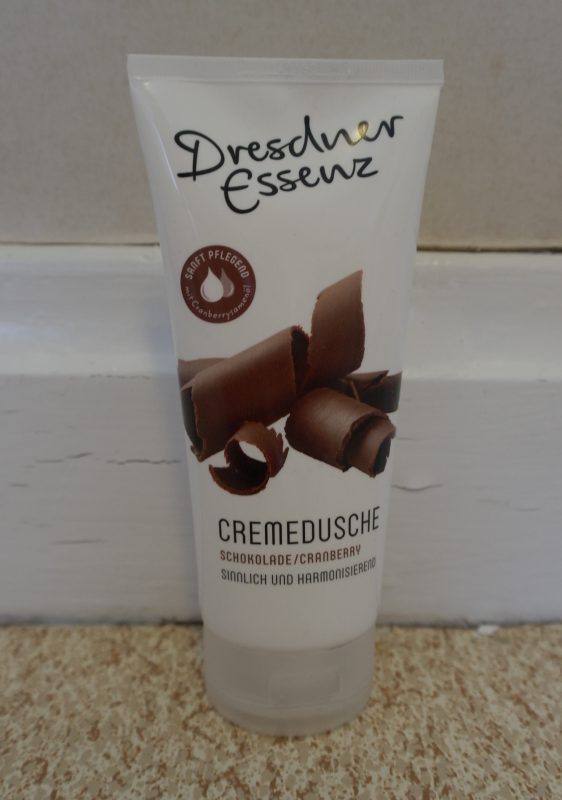 Dresdner
Essenz
SANFT PFLEGEND
mit Cranberrysamenöl
CREMEDUSCHE
SCHOKOLADE/CRANBERRY
SINNLICH UND HARMONISIEREND